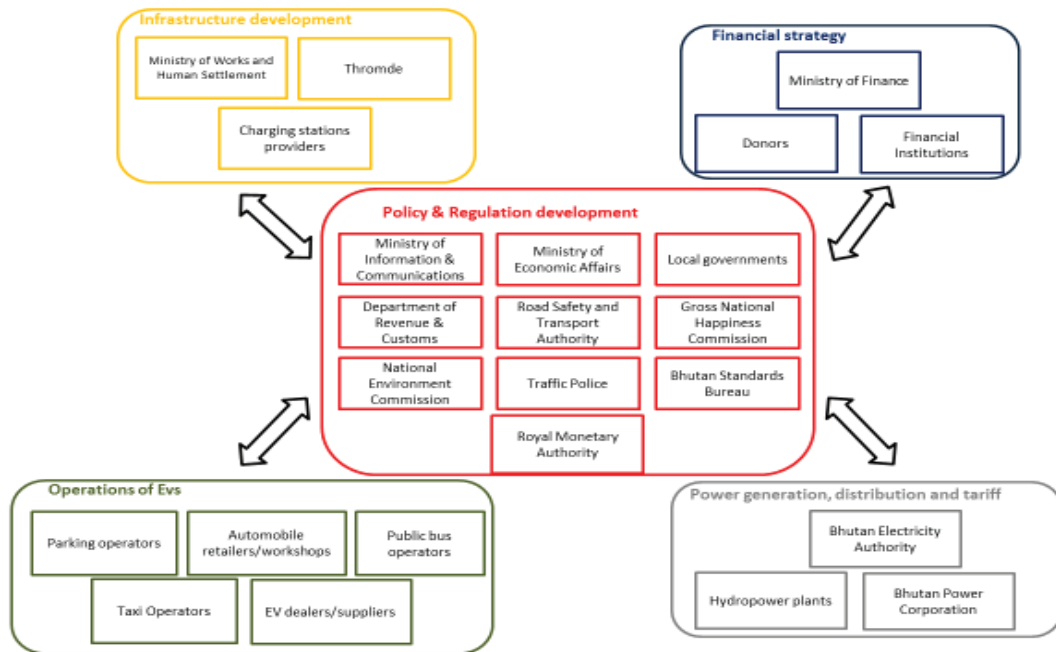 Infrastructure development
Ministry of Works and
Human Settlement
Thromde
Charging stations
providers
Financial strategy
Ministry of Finance
Donors
Financial
Institutions
Policy & Regulation development
Ministry of
Information &
Communications
Ministry of
Economic Affairs
Local governments
Department of
Revenue &
Customs
Road Safety and
Transport
Authority
Gross National
Happiness
Commission
National
Environment
Commission
Traffic Police
Bhutan Standards
Bureau
Royal Monetary
Authority
Operations of Evs
Parking operators
Automobile
retailers/workshops
Public bus
operators
Taxi Operators
EV dealers/suppliers
Power generation, distribution and tariff
Bhutan Electricity
Authority
Hydropower plants
Bhutan Power
Corporation